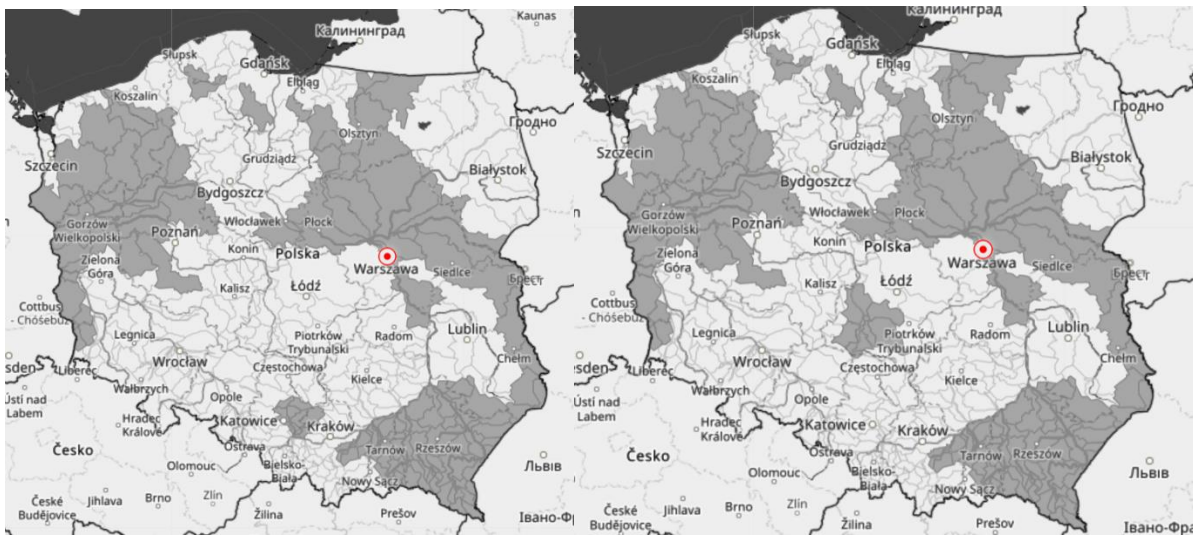 Kaunas
Калининград
Słupsk
Gdańsk
Elbląg
Koszalin
Гродно
Olsztyn
Szczecin
Grudziądz
Białystok
Bydgoszcz
Włocławek
Płock
Gorzów
Wielkopolski
Poznań
Konin
Polska
Warszawa
Siedlce
Брест
Zielona
Góra
Kalisz
Łódź
Cottbus
- Chóśebuz
Legnica
Piotrków
Trybunalski
Radom
Lublin
Wrocław
Chełm
Częstochowa
Kielce
esden
Liberec
Wałbrzych
Opole
Ústí nad
Labem
Hradec
Králové
Katowice
Kraków
Tarnów
Rzeszów
Ostrava
Česko
Olomouc
Bielsko-
Biała
Nowy Sącz
Львів
České
Budějovice
Jihlava
Brno
Zlín
Žilina
Prešov
Івано-Фр
Калининград
Gdańsk
Słupsk
Elbląg
Koszalin
Гродно
Olsztyn
Szczecin
Grudziądz
Białystok
Bydgoszcz
Włocławek
Płock
Gorzów
Wielkopolski
Poznań
Konin
Polska
Warszawa
Siedlce
Брест
Zielona
Góra
Kalisz
Łódź
Cottbus
- Chóśebuz
Legnica
Piotrków
Trybunalski
Radom
Lublin
Wrocław
Chełm
Częstochowa
Kielce
esden
Liberec
Wałbrzych
Opole
Ústí nad
Labem
Hradec
Králové
Katowice
Kraków
Tarnów
Rzeszów
Ostrava
Česko
Olomouc
Bielsko-
Biała
Nowy Sącz
Львів
České
Budějovice
Jihlava
Brno
Zlín
Žilina
Prešov
Івано-Фра